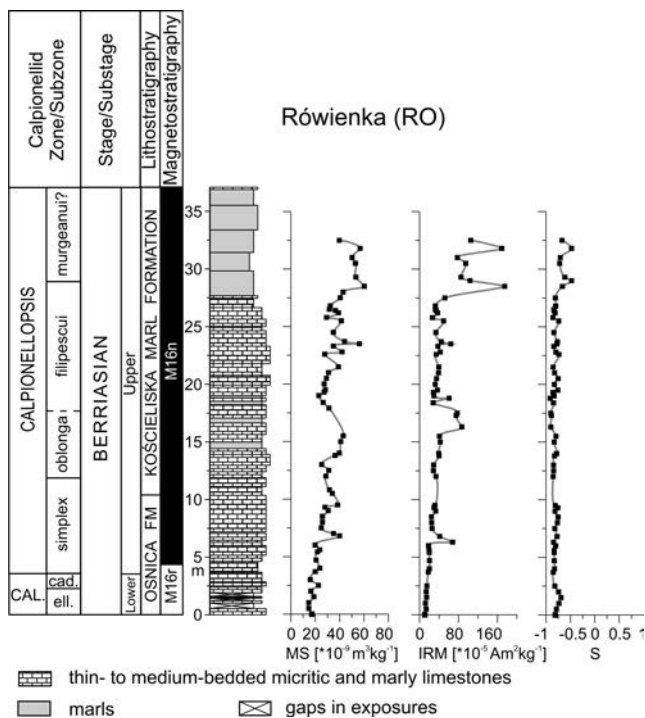 Rówienka (RO)
Calpionellid
Zone/Subzone
Stage/Substage
Lithostratigraphy
Magnetostratigraphy
CALPIONELLOPSIS
CAL.
murgeanui?
filipescui
oblonga
simplex
cad.
ell.
BERRIASIAN
Upper
Lower
KOŚCIELISKA MARL FORMATION
OSNICA FM
M16n
M16r
35
30
25
20
15
10
5
m
0
0 20 40 60 80
MS [*10⁻⁹ m³kg⁻¹]
0 80 160
IRM [*10⁻⁵ Am²kg⁻¹]
-1 -0.5 0 0.5 1
S
thin- to medium-bedded micritic and marly limestones
marls
gaps in exposures